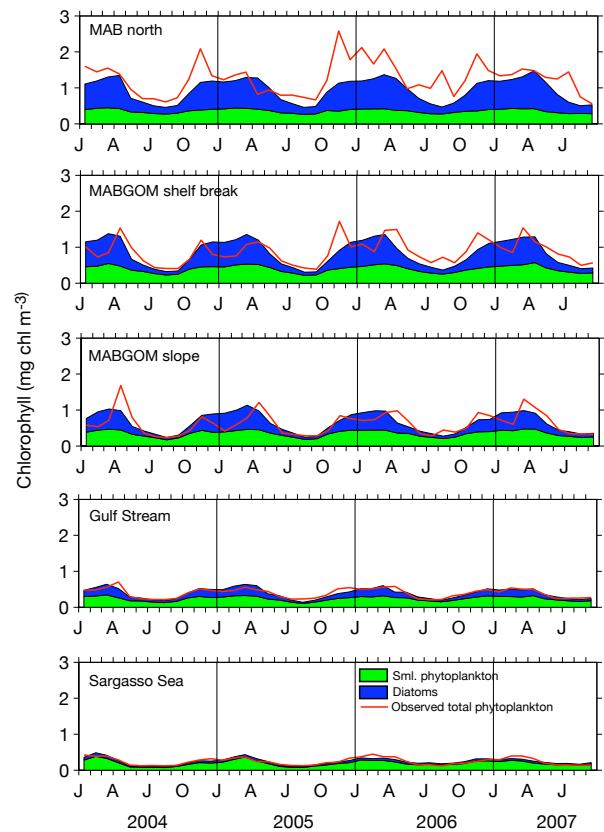 Chlorophyll (mg chl m-3)
MAB north
3
2
1
0
J A J O J A J O J A J O J A J
MABGOM shelf break
3
2
1
0
J A J O J A J O J A J O J A J
MABGOM slope
3
2
1
0
J A J O J A J O J A J O J A J
Gulf Stream
3
2
1
0
J A J O J A J O J A J O J A J
Sargasso Sea
Sml. phytoplankton
Diatoms
Observed total phytoplankton
3
2
1
0
J A J O J A J O J A J O J A J
2004 2005 2006 2007